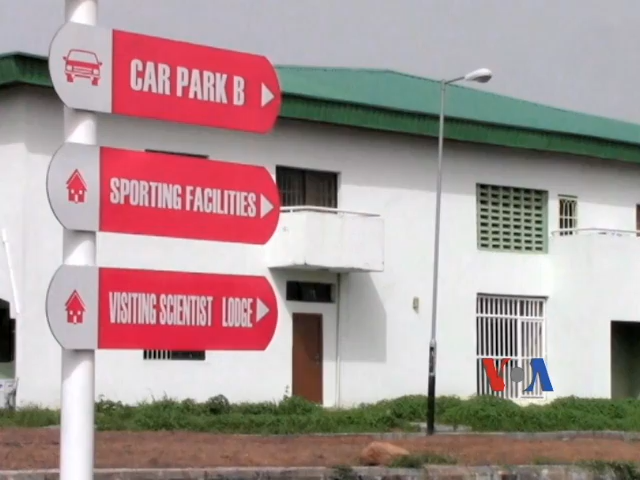 CAR PARK B
SPORTING FACILITIES
VISITING SCIENTIST LODGE
VOA